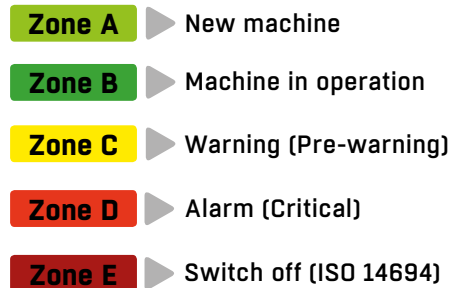 Zone A New machine
Zone B Machine in operation
Zone C Warning (Pre-warning)
Zone D Alarm (Critical)
Zone E Switch off (ISO 14694)